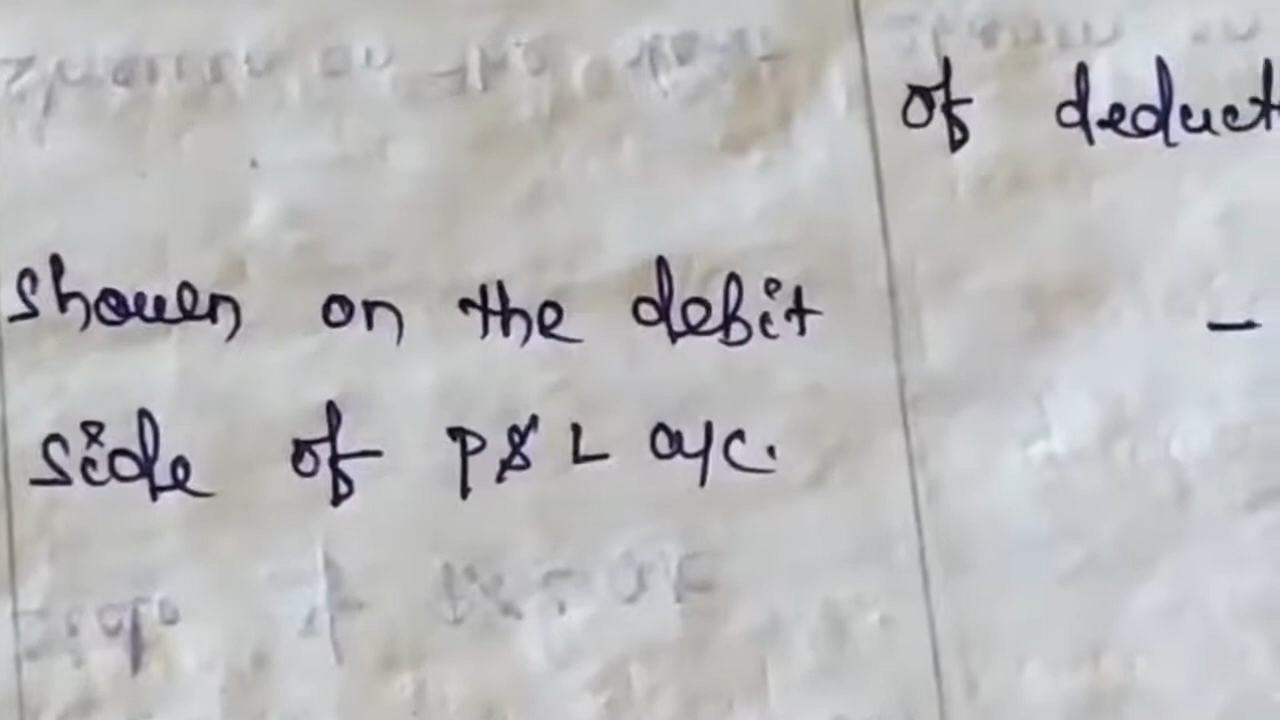 of deduct
shown on the debit
-
side of P & L a/c.